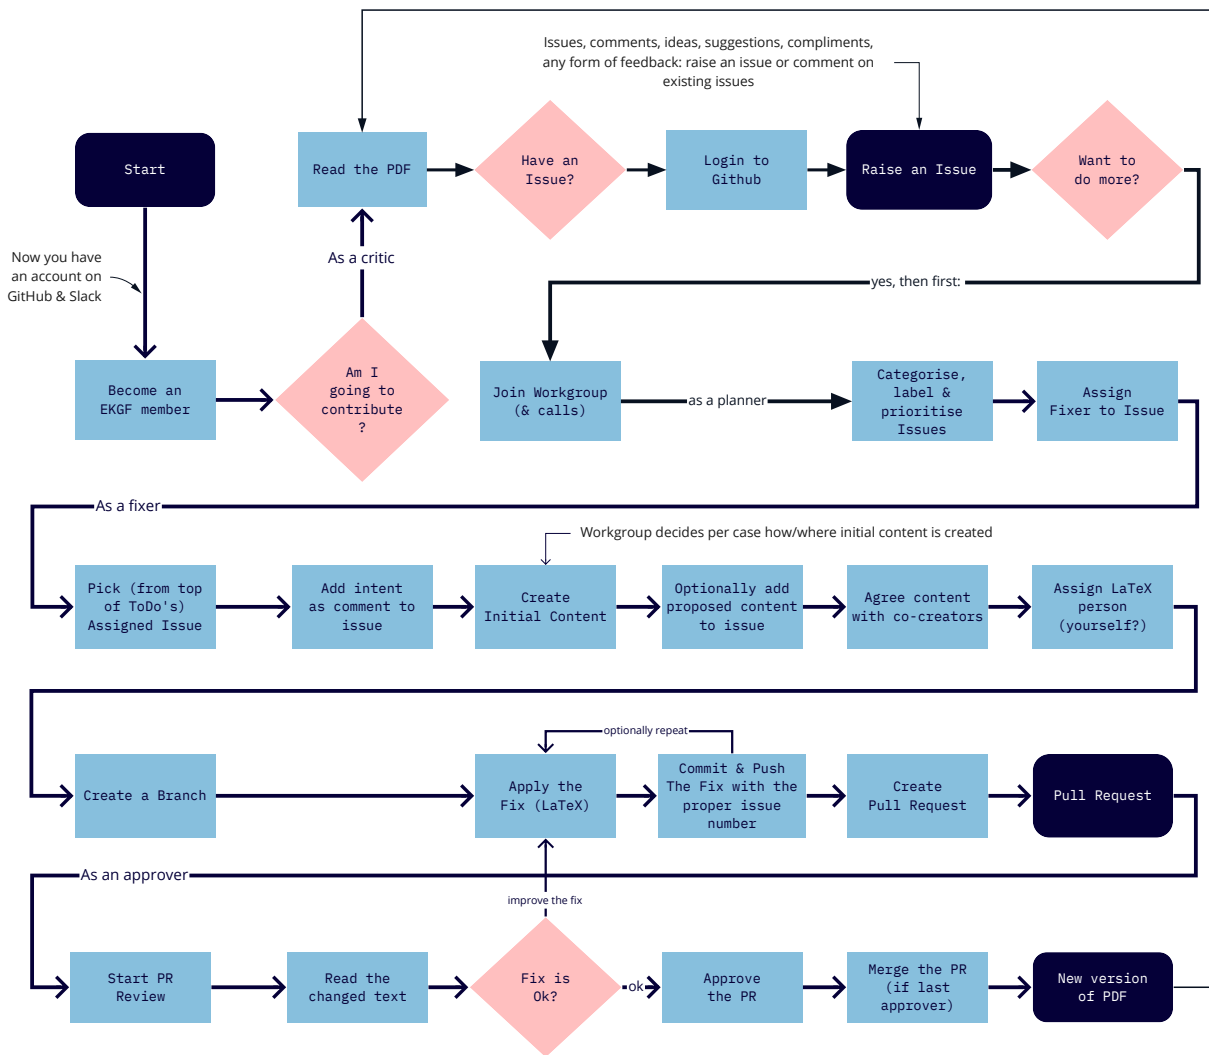 Issues, comments, ideas, suggestions, compliments,
any form of feedback: raise an issue or comment on
existing issues
Start
Read the PDF
Have an
Issue?
Login to
Github
Raise an Issue
Want to
do more?
Now you have
an account on
GitHub & Slack
As a critic
yes, then first:
Become an
EKGF member
Am I
going to
contribute
?
Join Workgroup
(& calls)
as a planner
Categorise,
label &
prioritise
Issues
Assign
Fixer to Issue
As a fixer
Workgroup decides per case how/where initial content is created
Pick (from top
of ToDo's)
Assigned Issue
Add intent
as comment to
issue
Create
Initial Content
Optionally add
proposed content
to issue
Agree content
with co-creators
Assign LaTeX
person
(yourself?)
optionally repeat
Create a Branch
Apply the
Fix (LaTeX)
Commit & Push
The Fix with the
proper issue
number
Create
Pull Request
Pull Request
As an approver
improve the fix
Start PR
Review
Read the
changed text
Fix is
Ok?
ok
Approve
the PR
Merge the PR
(if last
approver)
New version
of PDF